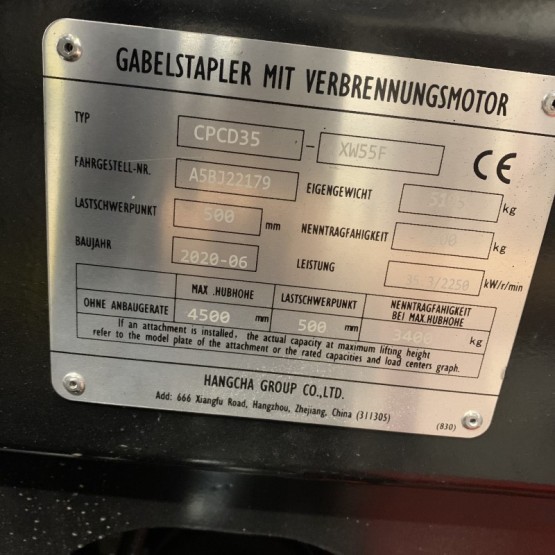 GABELSTAPLER MIT VERBRENNUNGSMOTOR
TYP CPCD35 - XW55F
CE
FAHRGESTELL-NR. A5BJ22179
EIGENGEWICHT kg
LASTSCHWERPUNKT 500 mm
NENNTRAGFAHIGKEIT kg
BAUJAHR 2020-06
LEISTUNG 35.3/2250 kW/r/min
MAX .HUBHOHE LASTSCHWERPUNKT NENNTRAGFAHIGKEIT BEI MAX.HUBHOHE
OHNE ANBAUGERATE 4500 mm 500 mm 3400 kg
If an attachment is installed, the actual capacity at maximum lifting height
refer to the model plate of the attachment or the rated capacities and load centers graph.
HANGCHA GROUP CO.,LTD.
Add: 666 Xiangfu Road, Hangzhou, Zhejiang, China (311305)
(830)